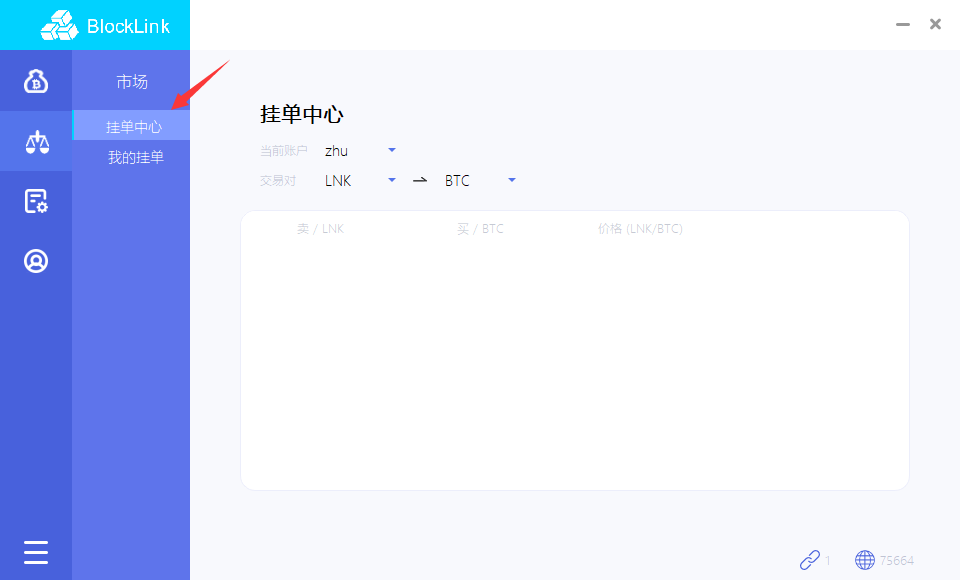 BlockLink
市场
挂单中心
我的挂单
挂单中心
当前账户 zhu
交易对 LNK BTC
卖 / LNK 买 / BTC 价格 (LNK/BTC)
1 75664